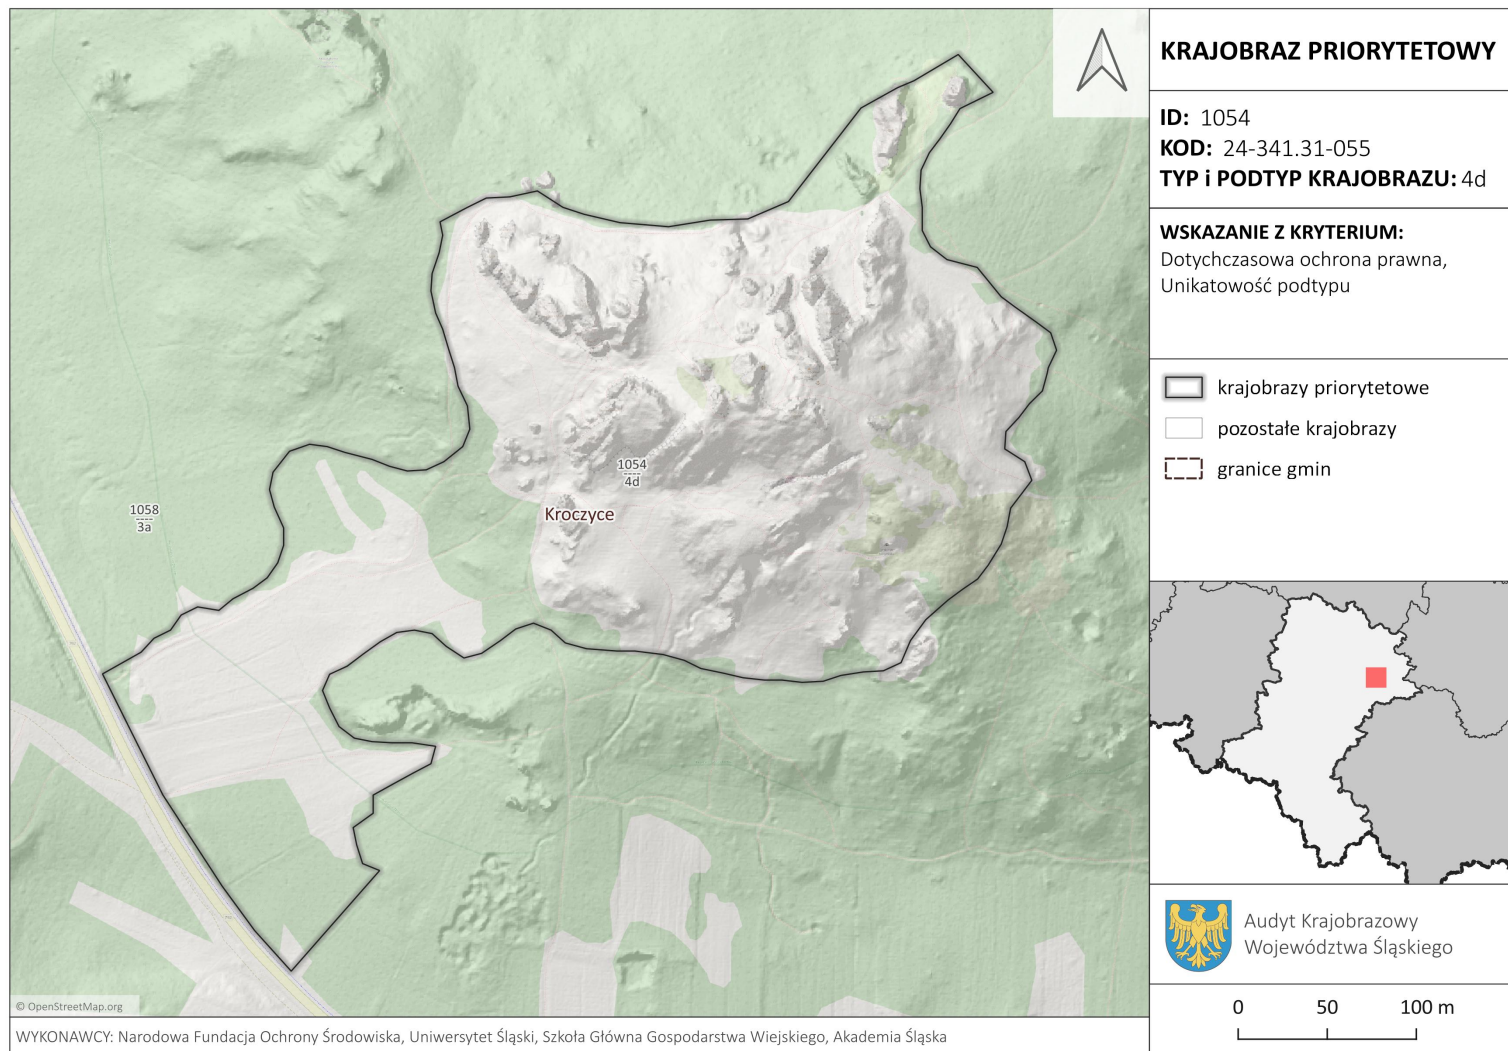 KRAJOBRAZ PRIORYTETOWY
ID: 1054
KOD: 24-341.31-055
TYP i PODTYP KRAJOBRAZU: 4d
WSKAZANIE Z KRYTERIUM:
Dotychczasowa ochrona prawna,
Unikatowość podtypu
krajobrazy priorytetowe
pozostałe krajobrazy
granice gmin
1054
4d
1058
3a
Kroczyce
Audyt Krajobrazowy
Województwa Śląskiego
0 50 100 m
© OpenStreetMap.org
WYKONAWCY: Narodowa Fundacja Ochrony Środowiska, Uniwersytet Śląski, Szkoła Główna Gospodarstwa Wiejskiego, Akademia Śląska